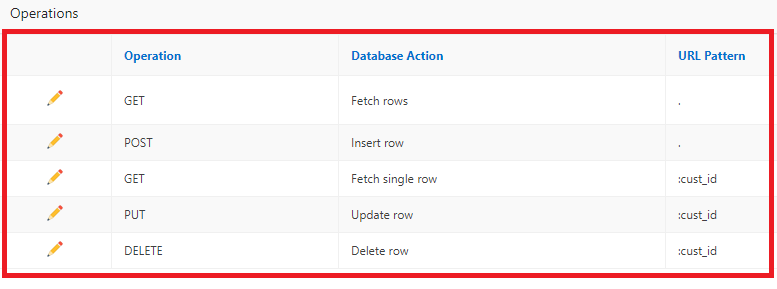 Operations
Operation Database Action URL Pattern
GET Fetch rows .
POST Insert row .
GET Fetch single row :cust_id
PUT Update row :cust_id
DELETE Delete row :cust_id